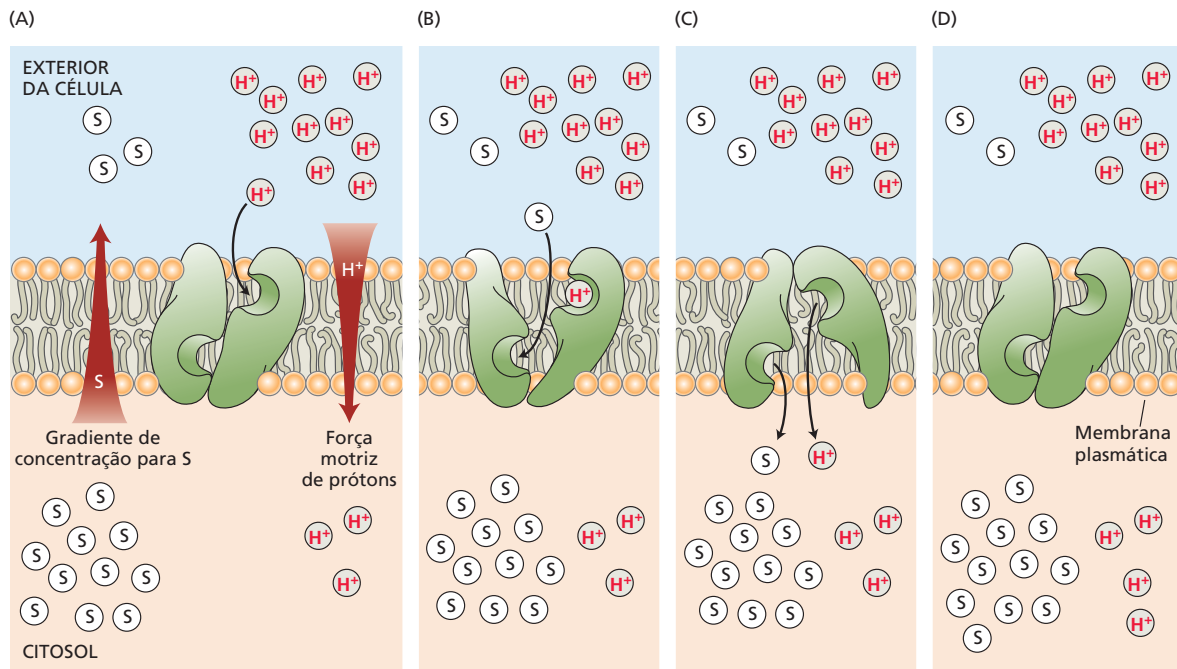 (A)
EXTERIOR
DA CÉLULA
S
S
S
H+ H+ H+
H+
H+ H+ H+
H+
H+
H+
H+
H+
S
Gradiente de
concentração para S
Força
motriz
de prótons
S
S
S S
S S S S
S S S
H+ H+
H+
CITOSOL
(B)
S
S
H+ H+ H+
H+
H+ H+ H+
H+
H+
H+
S
H+
S
S
S S
S S S S
S S S
H+ H+
H+
(C)
S
S
H+ H+ H+
H+
H+ H+ H+
H+
H+
H+
S H+
S
S
S S
S S S S
S S S
H+ H+
H+
(D)
S
S
H+ H+ H+
H+
H+ H+ H+
H+
H+
H+
Membrana
plasmática
S
S
S S
S S S S
S S S
S
H+ H+
H+
H+